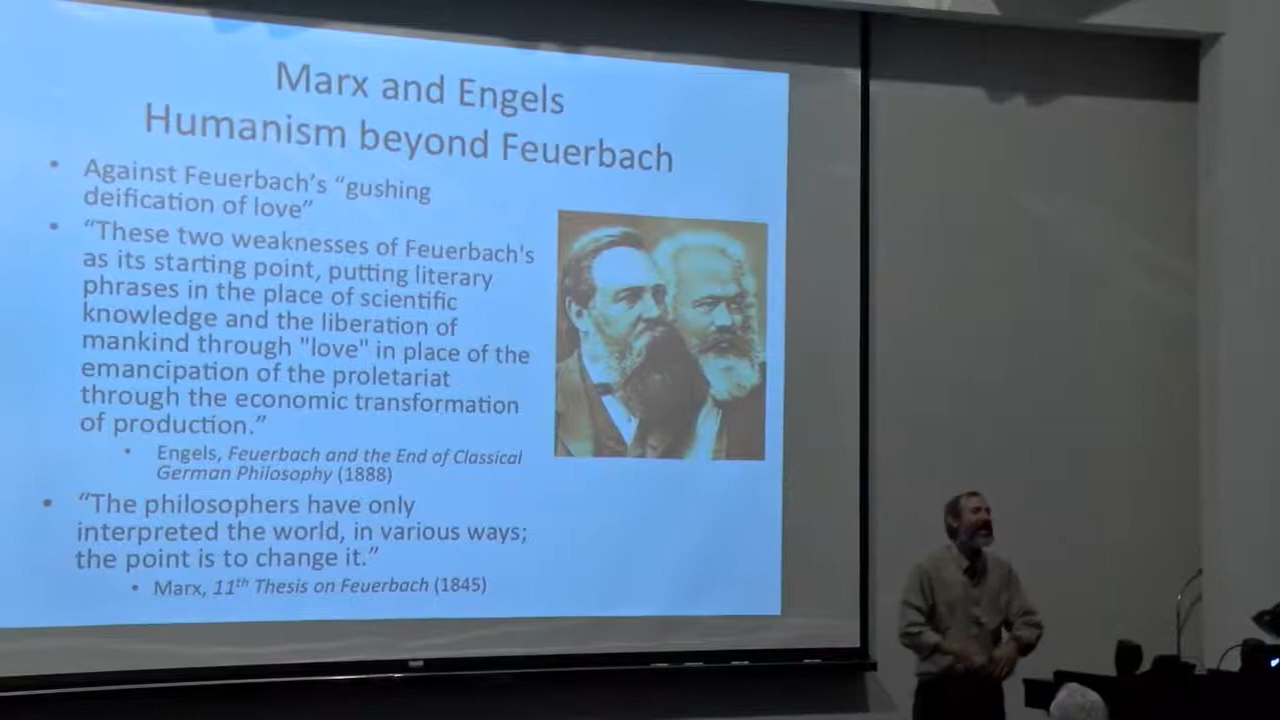 Marx and Engels
Humanism beyond Feuerbach
• Against Feuerbach's “gushing
deification of love”
• “These two weaknesses of Feuerbach's
as its starting point, putting literary
phrases in the place of scientific
knowledge and the liberation of
mankind through "love" in place of the
emancipation of the proletariat
through the economic transformation
of production.”
• Engels, Feuerbach and the End of Classical
German Philosophy (1888)
• “The philosophers have only
interpreted the world, in various ways;
the point is to change it.”
• Marx, 11th Thesis on Feuerbach (1845)